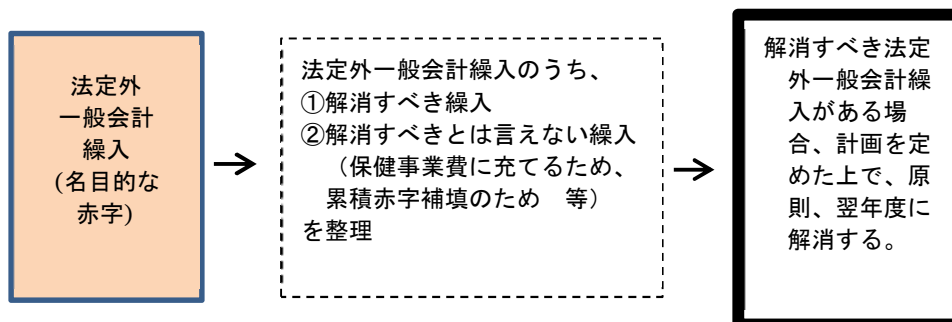 法定外
一般会計
繰入
(名目的な
赤字)
法定外一般会計繰入のうち、
①解消すべき繰入
②解消すべきとは言えない繰入
（保健事業費に充てるため、
累積赤字補填のため　等）
を整理
解消すべき法定
外一般会計繰
入がある場
合、計画を定
めた上で、原
則、翌年度に
解消する。